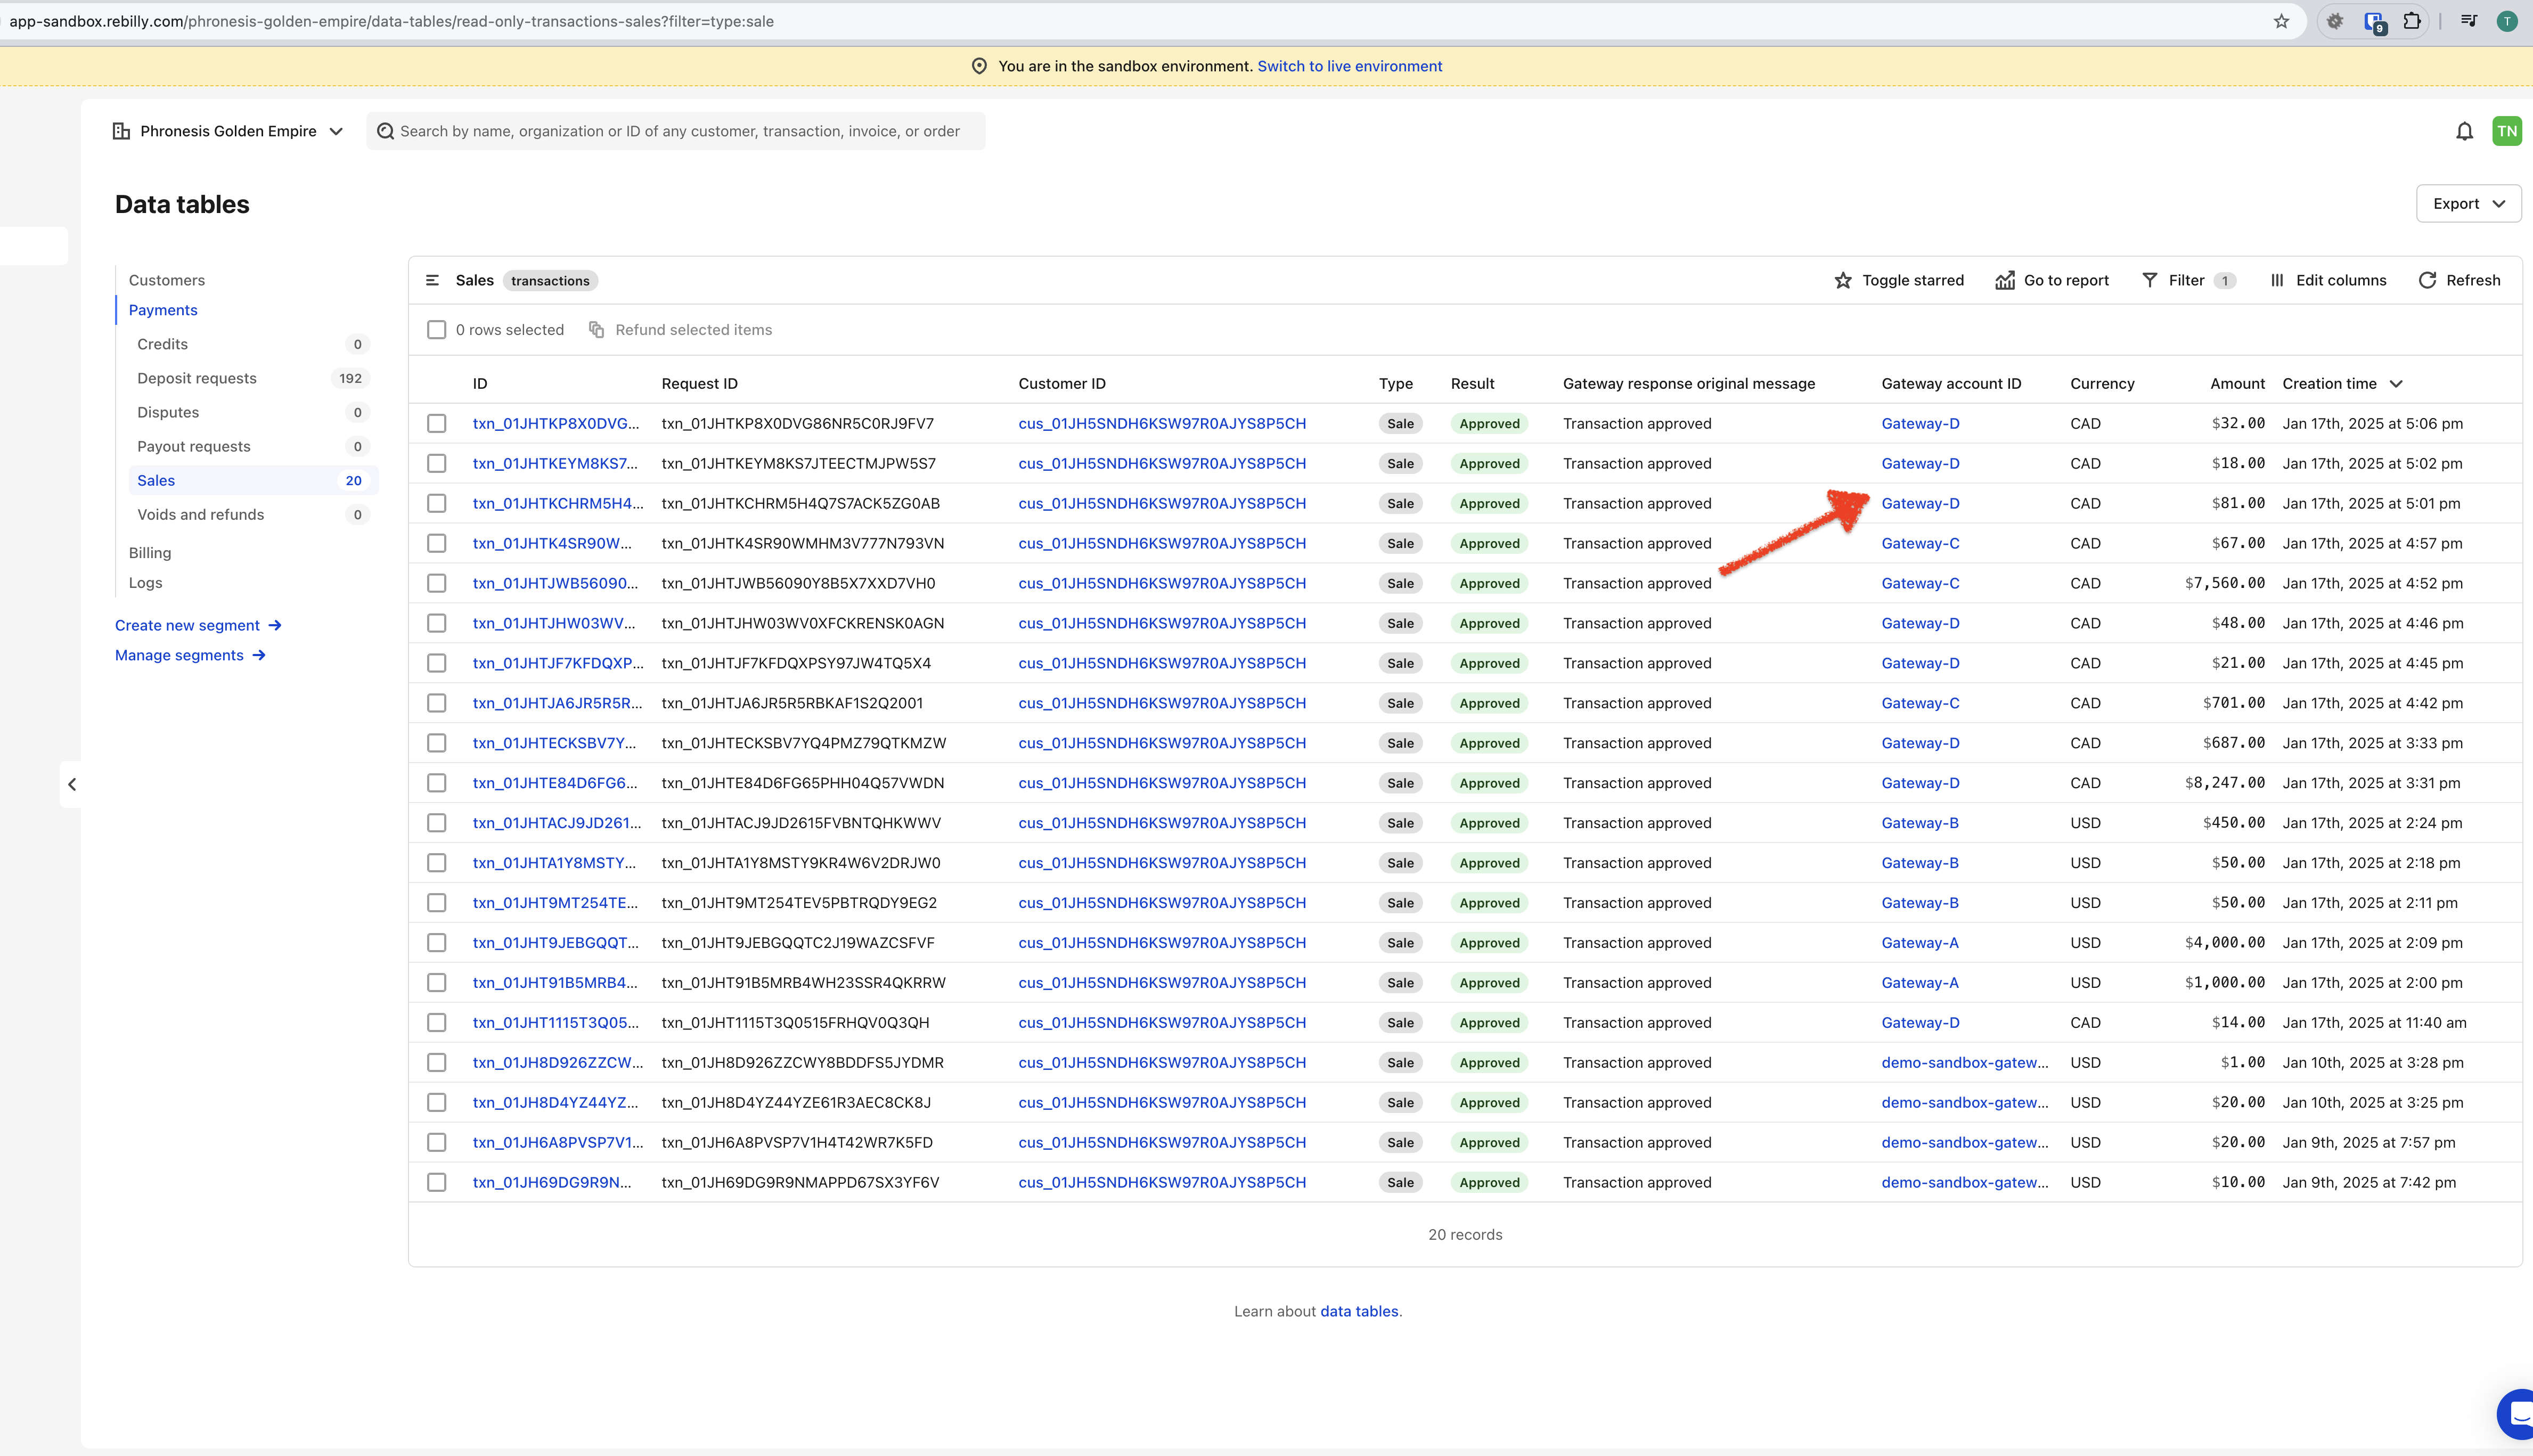 app-sandbox.rebilly.com/phronesis-golden-empire/data-tables/read-only-transactions-sales?filter=type:sale
9
T
You are in the sandbox environment. Switch to live environment
Phronesis Golden Empire
Search by name, organization or ID of any customer, transaction, invoice, or order
TN
Data tables
Export
Customers
Payments
Credits 0
Deposit requests 192
Disputes 0
Payout requests 0
Sales 20
Voids and refunds 0
Billing
Logs
Create new segment
Manage segments
Sales transactions Toggle starred Go to report Filter 1 Edit columns Refresh
0 rows selected Refund selected items
ID Request ID Customer ID Type Result Gateway response original message Gateway account ID Currency Amount Creation time
txn_01JHTKP8X0DVG... txn_01JHTKP8X0DVG86NR5C0RJ9FV7 cus_01JH5SNDH6KSW97R0AJYS8P5CH Sale Approved Transaction approved Gateway-D CAD $32.00 Jan 17th, 2025 at 5:06 pm
txn_01JHTKEYM8KS7... txn_01JHTKEYM8KS7JTEECTMJPW5S7 cus_01JH5SNDH6KSW97R0AJYS8P5CH Sale Approved Transaction approved Gateway-D CAD $18.00 Jan 17th, 2025 at 5:02 pm
txn_01JHTKCHRM5H4... txn_01JHTKCHRM5H4Q7S7ACK5ZG0AB cus_01JH5SNDH6KSW97R0AJYS8P5CH Sale Approved Transaction approved Gateway-D CAD $81.00 Jan 17th, 2025 at 5:01 pm
txn_01JHTK4SR90W... txn_01JHTK4SR90WMHM3V777N793VN cus_01JH5SNDH6KSW97R0AJYS8P5CH Sale Approved Transaction approved Gateway-C CAD $67.00 Jan 17th, 2025 at 4:57 pm
txn_01JHTJWB56090... txn_01JHTJWB56090Y8B5X7XXD7VH0 cus_01JH5SNDH6KSW97R0AJYS8P5CH Sale Approved Transaction approved Gateway-C CAD $7,560.00 Jan 17th, 2025 at 4:52 pm
txn_01JHTJHW03WV... txn_01JHTJHW03WV0XFCKRENSK0AGN cus_01JH5SNDH6KSW97R0AJYS8P5CH Sale Approved Transaction approved Gateway-D CAD $48.00 Jan 17th, 2025 at 4:46 pm
txn_01JHTJF7KFDQXP... txn_01JHTJF7KFDQXPSY97JW4TQ5X4 cus_01JH5SNDH6KSW97R0AJYS8P5CH Sale Approved Transaction approved Gateway-D CAD $21.00 Jan 17th, 2025 at 4:45 pm
txn_01JHTJA6JR5R5R... txn_01JHTJA6JR5R5RBKAF1S2Q2001 cus_01JH5SNDH6KSW97R0AJYS8P5CH Sale Approved Transaction approved Gateway-C CAD $701.00 Jan 17th, 2025 at 4:42 pm
txn_01JHTECKSBV7Y... txn_01JHTECKSBV7YQ4PMZ79QTKMZW cus_01JH5SNDH6KSW97R0AJYS8P5CH Sale Approved Transaction approved Gateway-D CAD $687.00 Jan 17th, 2025 at 3:33 pm
txn_01JHTE84D6FG6... txn_01JHTE84D6FG65PHH04Q57VWDN cus_01JH5SNDH6KSW97R0AJYS8P5CH Sale Approved Transaction approved Gateway-D CAD $8,247.00 Jan 17th, 2025 at 3:31 pm
txn_01JHTACJ9JD261... txn_01JHTACJ9JD2615FVBNTQHKWWV cus_01JH5SNDH6KSW97R0AJYS8P5CH Sale Approved Transaction approved Gateway-B USD $450.00 Jan 17th, 2025 at 2:24 pm
txn_01JHTA1Y8MSTY... txn_01JHTA1Y8MSTY9KR4W6V2DRJW0 cus_01JH5SNDH6KSW97R0AJYS8P5CH Sale Approved Transaction approved Gateway-B USD $50.00 Jan 17th, 2025 at 2:18 pm
txn_01JHT9MT254TE... txn_01JHT9MT254TEV5PBTRQDY9EG2 cus_01JH5SNDH6KSW97R0AJYS8P5CH Sale Approved Transaction approved Gateway-B USD $50.00 Jan 17th, 2025 at 2:11 pm
txn_01JHT9JEBGQQT... txn_01JHT9JEBGQQTC2J19WAZCSFVF cus_01JH5SNDH6KSW97R0AJYS8P5CH Sale Approved Transaction approved Gateway-A USD $4,000.00 Jan 17th, 2025 at 2:09 pm
txn_01JHT91B5MRB4... txn_01JHT91B5MRB4WH23SSR4QKRRW cus_01JH5SNDH6KSW97R0AJYS8P5CH Sale Approved Transaction approved Gateway-A USD $1,000.00 Jan 17th, 2025 at 2:00 pm
txn_01JHT1115T3Q05... txn_01JHT1115T3Q0515FRHQV0Q3QH cus_01JH5SNDH6KSW97R0AJYS8P5CH Sale Approved Transaction approved Gateway-D CAD $14.00 Jan 17th, 2025 at 11:40 am
txn_01JH8D926ZZCW... txn_01JH8D926ZZCWY8BDDFS5JYDMR cus_01JH5SNDH6KSW97R0AJYS8P5CH Sale Approved Transaction approved demo-sandbox-gatew... USD $1.00 Jan 10th, 2025 at 3:28 pm
txn_01JH8D4YZ44YZ... txn_01JH8D4YZ44YZE61R3AEC8CK8J cus_01JH5SNDH6KSW97R0AJYS8P5CH Sale Approved Transaction approved demo-sandbox-gatew... USD $20.00 Jan 10th, 2025 at 3:25 pm
txn_01JH6A8PVSP7V1... txn_01JH6A8PVSP7V1H4T42WR7K5FD cus_01JH5SNDH6KSW97R0AJYS8P5CH Sale Approved Transaction approved demo-sandbox-gatew... USD $20.00 Jan 9th, 2025 at 7:57 pm
txn_01JH69DG9R9N... txn_01JH69DG9R9NMAPPD67SX3YF6V cus_01JH5SNDH6KSW97R0AJYS8P5CH Sale Approved Transaction approved demo-sandbox-gatew... USD $10.00 Jan 9th, 2025 at 7:42 pm
20 records
Learn about data tables.